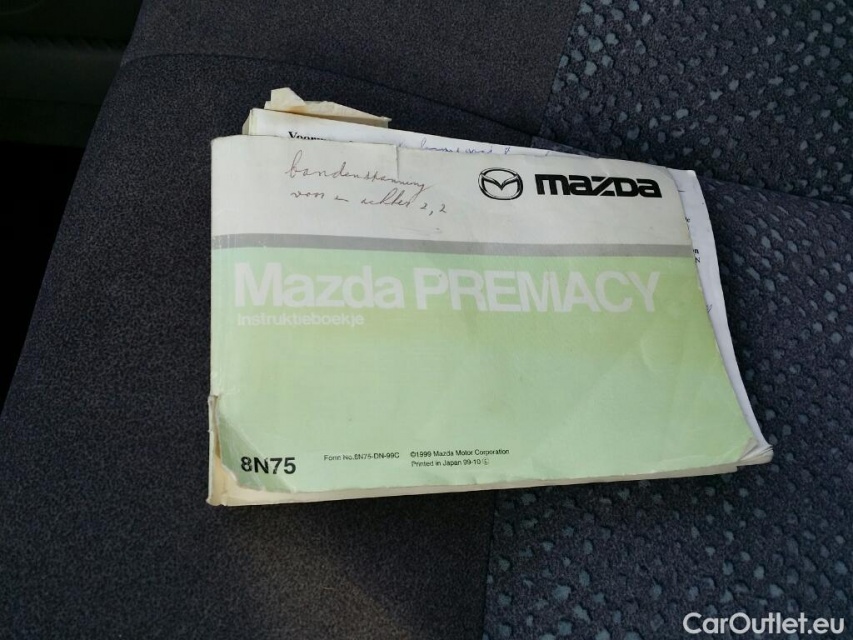 bandenspanning
voor en achter 2,2
mazda
Mazda PREMACY
Instruktieboekje
8N75
Form No.8N75-DN-99C
©1999 Mazda Motor Corporation
Printed in Japan 99-10
CarOutlet.eu